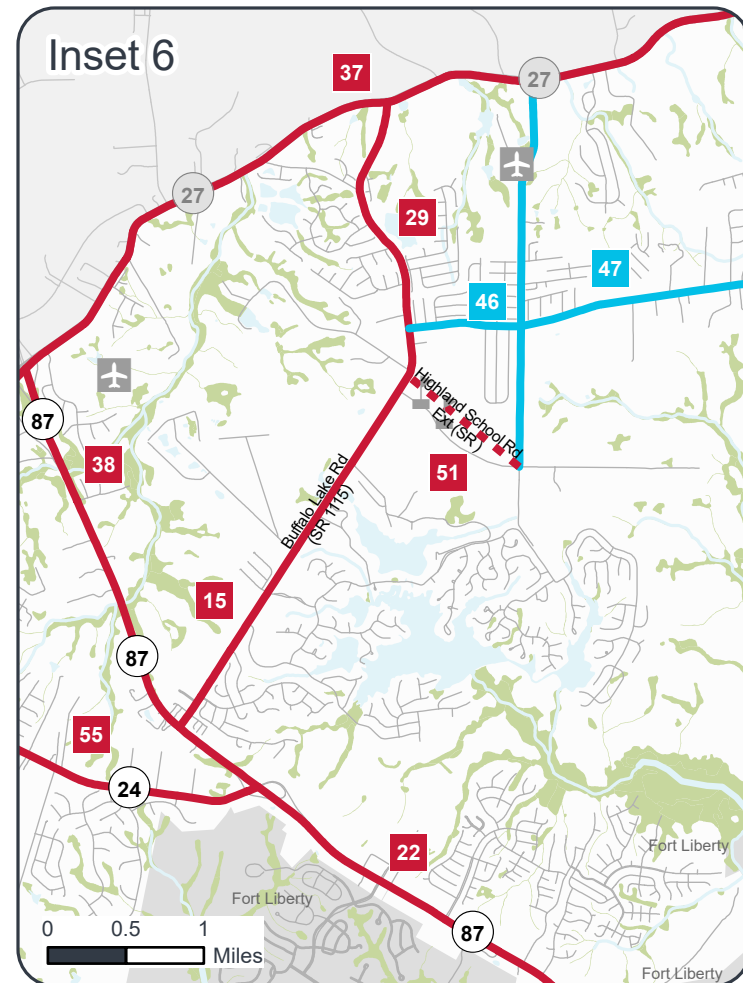 Inset 6
37
27
27
29
47
46
87
Highland School Rd
Ext (SR)
38
51
Buffalo Lake Rd
(SR 1115)
15
87
55
24
22
Fort Liberty
Fort Liberty
87
0 0.5 1
Miles
Fort Liberty